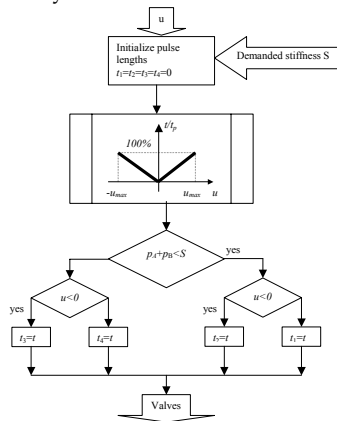 u
Initialize pulse
lengths
t1=t2=t3=t4=0
Demanded stiffness S
t/tp
100%
-umax
umax
u
pA+pB<S
yes
u<0
u<0
yes
yes
t3=t
t4=t
t2=t
t1=t
Valves